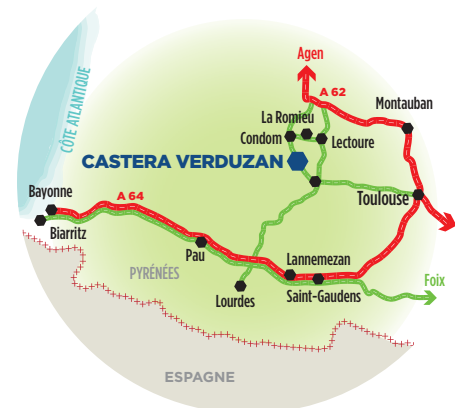 Agen
A 62
Montauban
La Romieu
Condom
Lectoure
CÔTE ATLANTIQUE
CASTERA VERDUZAN
Bayonne
A 64
Toulouse
Biarritz
Pau
Lannemezan
PYRÉNÉES
Foix
Lourdes
Saint-Gaudens
ESPAGNE